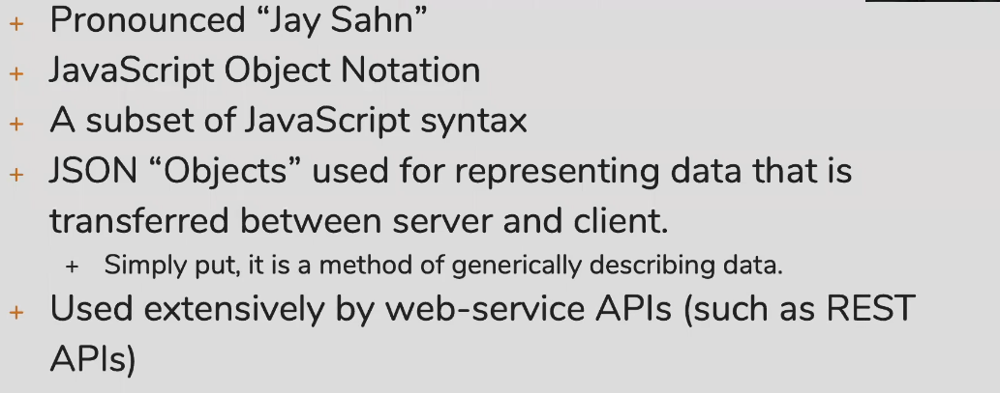 + Pronounced “Jay Sahn”
+ JavaScript Object Notation
+ A subset of JavaScript syntax
+ JSON “Objects” used for representing data that is
transferred between server and client.
+ Simply put, it is a method of generically describing data.
+ Used extensively by web-service APIs (such as REST
APIs)